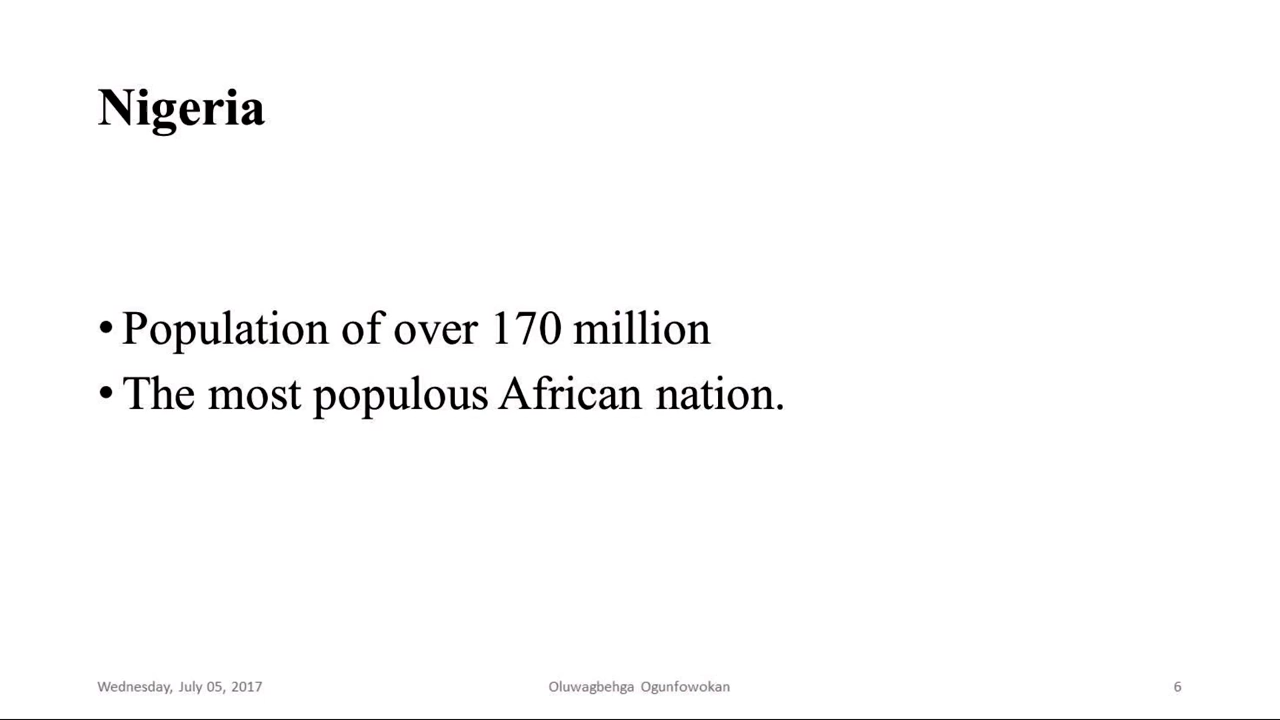 Nigeria
• Population of over 170 million
• The most populous African nation.
Wednesday, July 05, 2017
Oluwagbehga Ogunfowokan
6